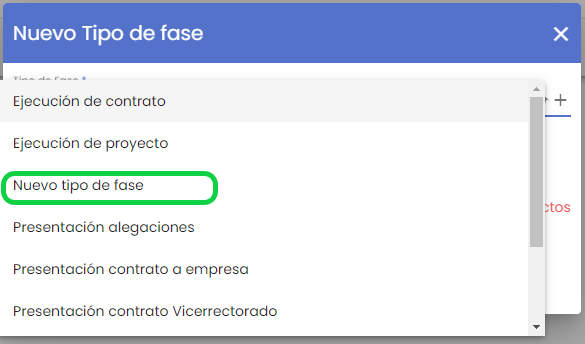 Nuevo Tipo de fase
Tipo de Fase *
Ejecución de contrato
Ejecución de proyecto
Nuevo tipo de fase
ctos
Presentación alegaciones
Presentación contrato a empresa
Presentación contrato Vicerrectorado